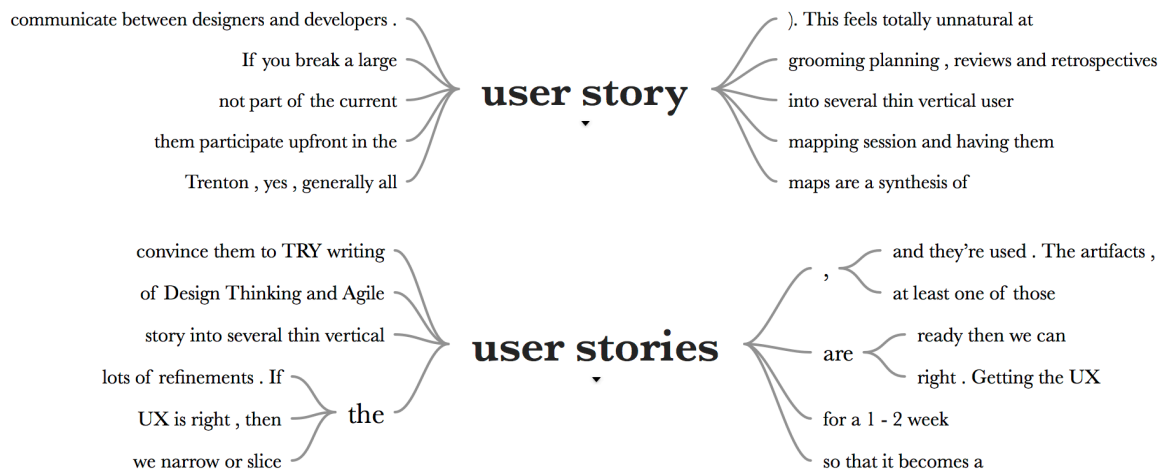 communicate between designers and developers .
If you break a large
not part of the current
them participate upfront in the
Trenton , yes , generally all
user story
). This feels totally unnatural at
grooming planning , reviews and retrospectives
into several thin vertical user
mapping session and having them
maps are a synthesis of
convince them to TRY writing
of Design Thinking and Agile
story into several thin vertical
lots of refinements . If
UX is right , then
we narrow or slice
the
user stories
,
and they’re used . The artifacts ,
at least one of those
are
ready then we can
right . Getting the UX
for a 1 - 2 week
so that it becomes a